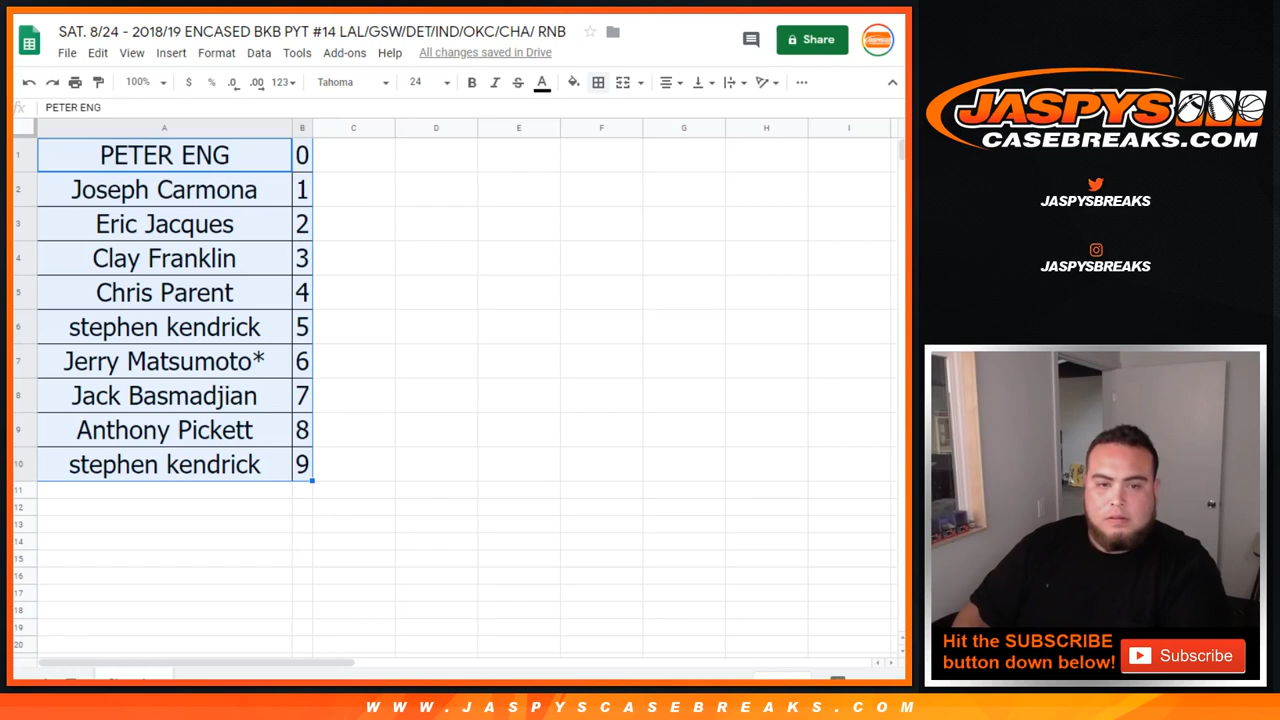 SAT. 8/24 - 2018/19 ENCASED BKB PYT #14 LAL/GSW/DET/IND/OKC/CHA/ RNB
File Edit View Insert Format Data Tools Add-ons Help All changes saved in Drive
Share
100% $ % .0 .00 123 Tahoma 24 B I S A
fx PETER ENG
A B C D E F G H I
1 PETER ENG 0
2 Joseph Carmona 1
3 Eric Jacques 2
4 Clay Franklin 3
5 Chris Parent 4
6 stephen kendrick 5
7 Jerry Matsumoto* 6
8 Jack Basmadjian 7
9 Anthony Pickett 8
10 stephen kendrick 9
11
12
13
14
15
16
17
18
19
20
JASPYS
CASEBREAKS.COM
JASPYSBREAKS
JASPYSBREAKS
Hit the SUBSCRIBE
button down below!
Subscribe
WWW.JASPYSCASEBREAKS.COM